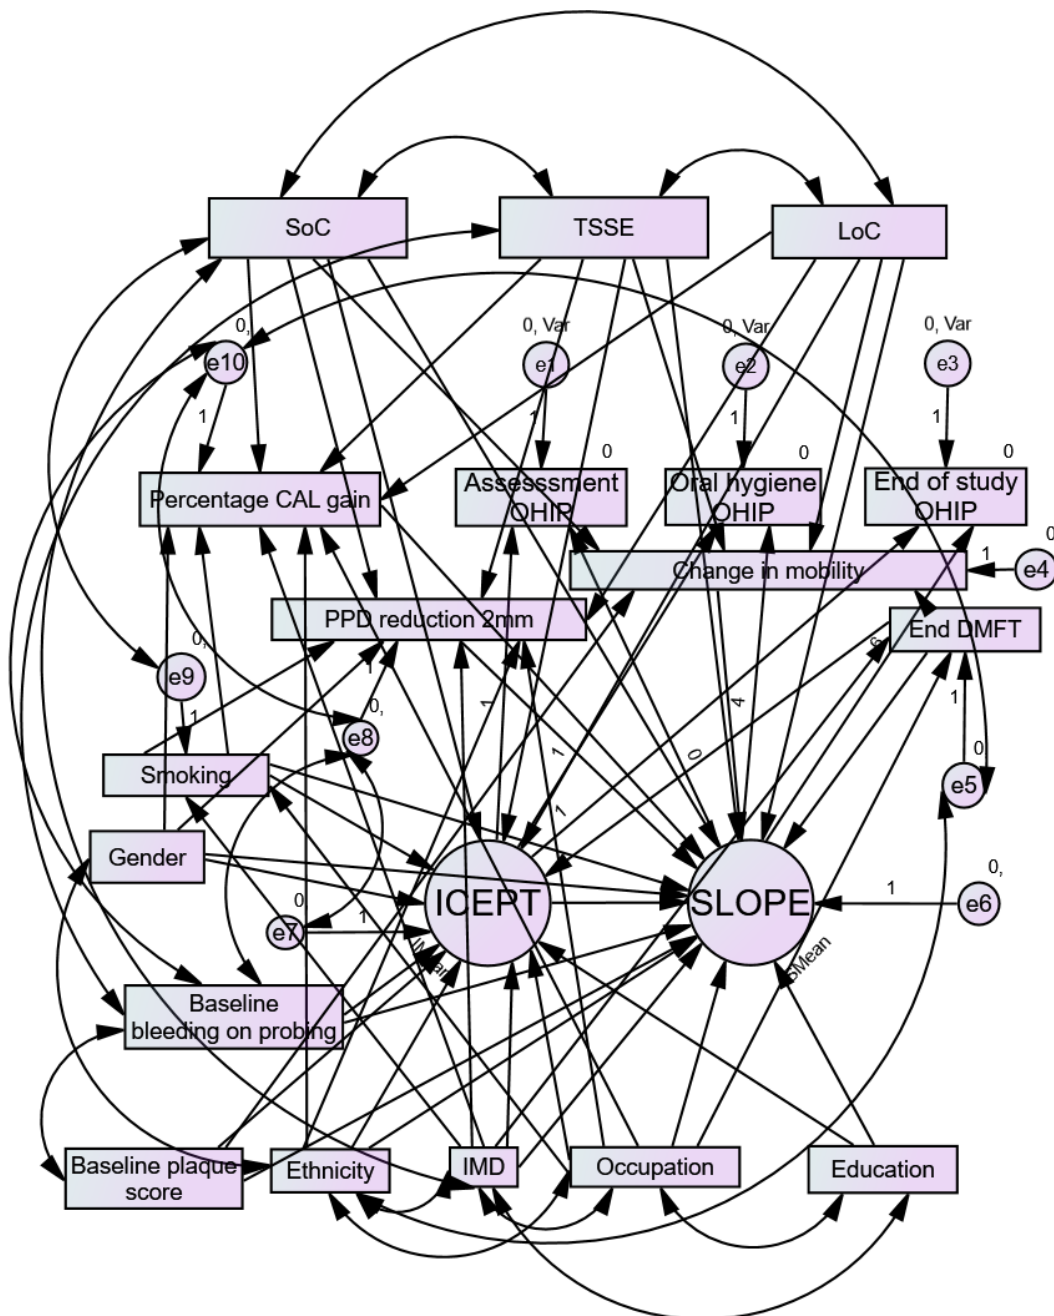 SoC
TSSE
LoC
0,
e10
0, Var
e1
0, Var
e2
0, Var
e3
1
1
1
1
0
0
0
Percentage CAL gain
Assesssment
OHIP
Oral hygiene
OHIP
End of study
OHIP
0
1
e4
Change in mobility
PPD reduction 2mm
End DMFT
0,
e9
1
1
0,
e8
6
4
1
1
0
1
1
0
e5
Smoking
Gender
ICEPT
SLOPE
0
e7
1
1
0,
e6
SMean
Baseline
bleeding on probing
Baseline plaque
score
Ethnicity
IMD
Occupation
Education